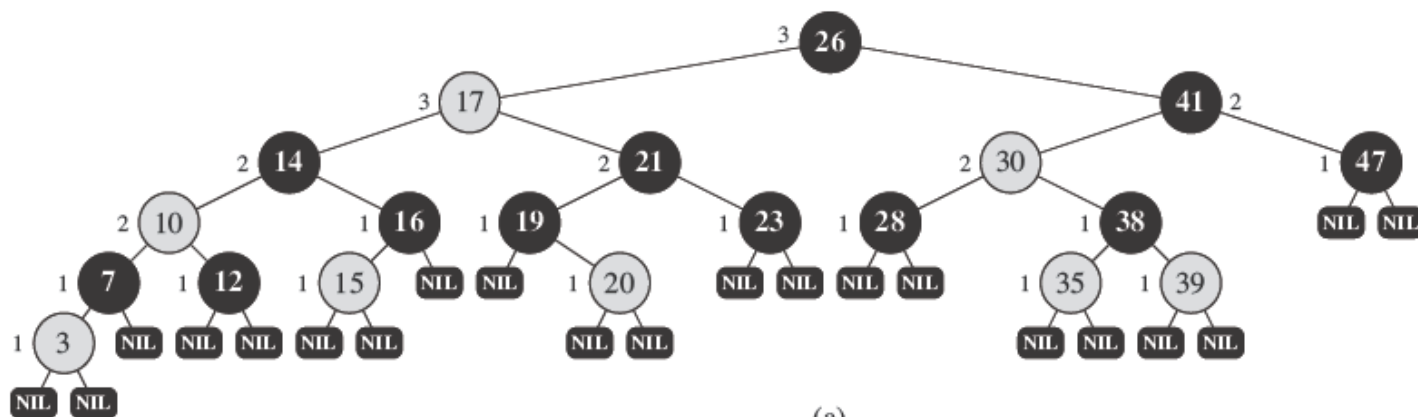 3 26
3 17 41 2
2 14 2 21 2 30 1 47
2 10 1 16 1 19 1 23 1 28 1 38 NIL NIL
1 7 1 12 1 15 NIL NIL 1 20 NIL NIL NIL NIL 1 35 1 39
1 3 NIL NIL NIL NIL NIL NIL NIL NIL NIL NIL NIL NIL
NIL NIL